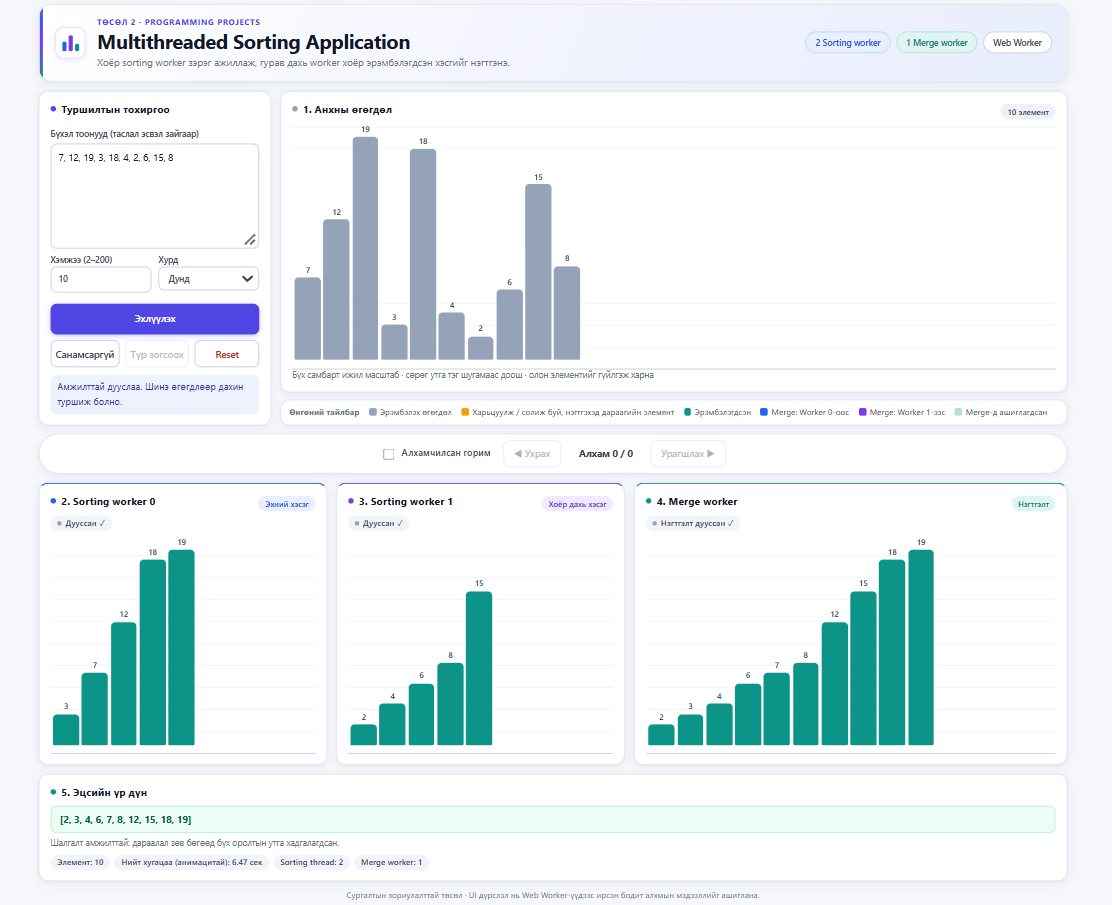 ТӨСӨЛ 2 · PROGRAMMING PROJECTS
Multithreaded Sorting Application
Хоёр sorting worker зэрэг ажиллаж, гурав дахь worker хоёр эрэмбэлэгдсэн хэсгийг нэгтгэнэ.
2 Sorting worker
1 Merge worker
Web Worker
Туршилтын тохиргоо
Бүхэл тоонууд (таслал эсвэл зайгаар)
7, 12, 19, 3, 18, 4, 2, 6, 15, 8
Хэмжээ (2–200)
Хурд
10
Дунд
Эхлүүлэх
Санамсаргүй
Түр зогсоох
Reset
Амжилттай дууслаа. Шинэ өгөгдлөөр дахин
туршиж болно.
1. Анхны өгөгдөл
10 элемент
7
12
19
3
18
4
2
6
15
8
Бүх самбарт ижил масштаб · сөрөг утга тэг шугамаас доош · олон элементийг гүйлгэж харна
Өнгөний тайлбар
Эрэмбэлэх өгөгдөл
Харьцуулж / солиж буй, нэгтгэхэд дараагийн элемент
Эрэмбэлэгдсэн
Merge: Worker 0-оос
Merge: Worker 1-ээс
Merge-д ашиглагдсан
Алхамчилсан горим
◀ Ухрах
Алхам 0 / 0
Урагшлах ▶
2. Sorting worker 0
Эхний хэсэг
Дууссан ✓
3
7
12
18
19
3. Sorting worker 1
Хоёр дахь хэсэг
Дууссан ✓
2
4
6
8
15
4. Merge worker
Нэгтгэлт
Нэгтгэлт дууссан ✓
2
3
4
6
7
8
12
15
18
19
5. Эцсийн үр дүн
[2, 3, 4, 6, 7, 8, 12, 15, 18, 19]
Шалгалт амжилттай: дараалал зөв бөгөөд бүх оролтын утга хадгалагдсан.
Элемент: 10
Нийт хугацаа (анимацитай): 6.47 сек
Sorting thread: 2
Merge worker: 1
Сургалтын зориулалттай төсөл · UI дүрслэл нь Web Worker-үүдээс ирсэн бодит алхмын мэдээллийг ашиглана.